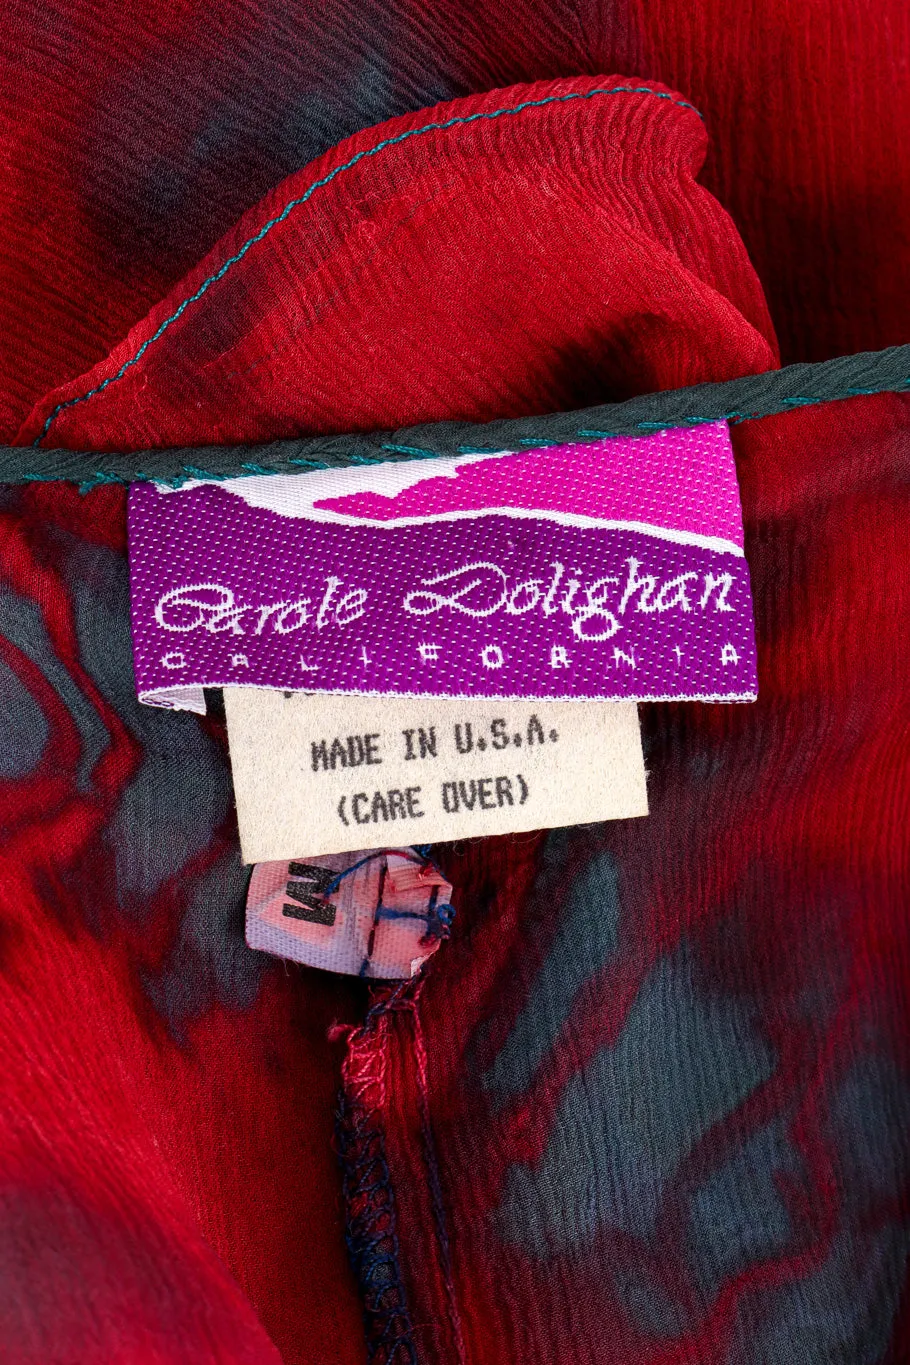 Carole Dolighan
CALIFORNIA
MADE IN U.S.A.
(CARE OVER)
M